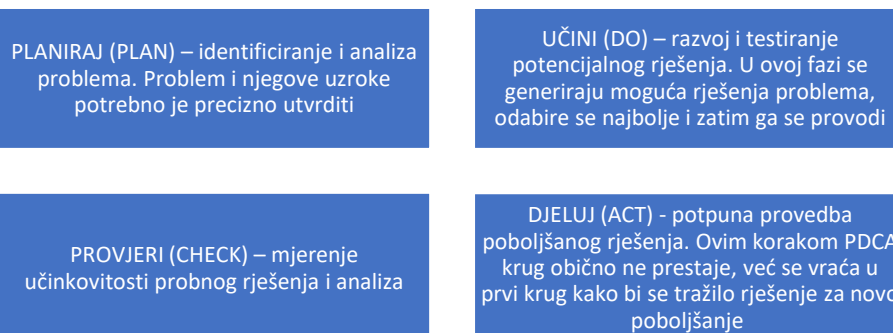 PLANIRAJ (PLAN) – identificiranje i analiza
problema. Problem i njegove uzroke
potrebno je precizno utvrditi
UČINI (DO) – razvoj i testiranje
potencijalnog rješenja. U ovoj fazi se
generiraju moguća rješenja problema,
odabire se najbolje i zatim ga se provodi
PROVJERI (CHECK) – mjerenje
učinkovitosti probnog rješenja i analiza
DJELUJ (ACT) - potpuna provedba
poboljšanog rješenja. Ovim korakom PDCA
krug obično ne prestaje, već se vraća u
prvi krug kako bi se tražilo rješenje za novo
poboljšanje